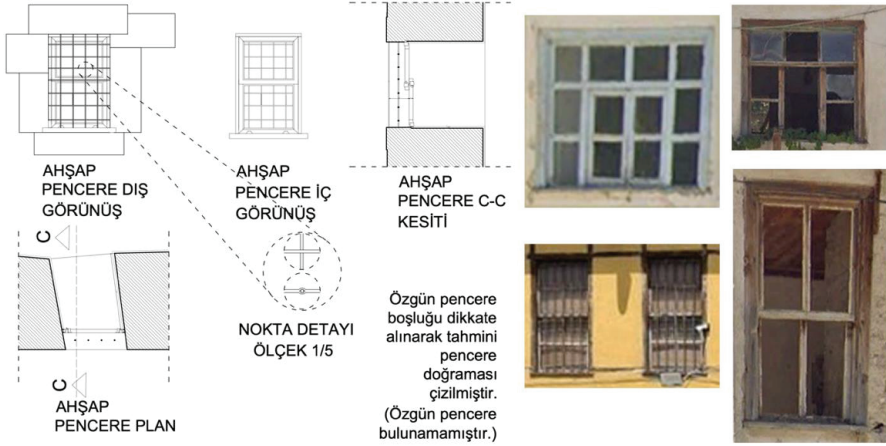 AHŞAP
PENCERE DIŞ
GÖRÜNÜŞ
AHŞAP
PENCERE İÇ
GÖRÜNÜŞ
AHŞAP
PENCERE C-C
KESİTİ
C
C
AHŞAP
PENCERE PLAN
NOKTA DETAYI
ÖLÇEK 1/5
Özgün pencere
boşluğu dikkate
alınarak tahmini
pencere
doğraması
çizilmiştir.
(Özgün pencere
bulunamamıştır.)